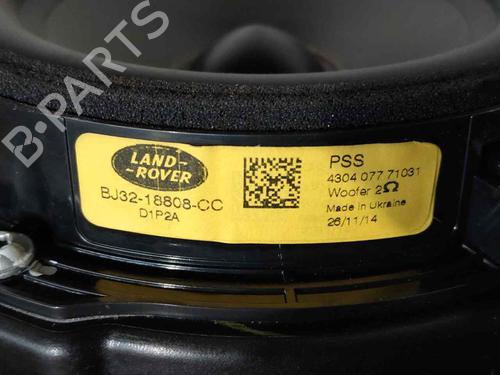 B-PARTS
LAND-
-ROVER
BJ32-18808-CC
D1P2A
PSS
4304 077 71031
Woofer 2Ω
Made in Ukraine
26/11/14